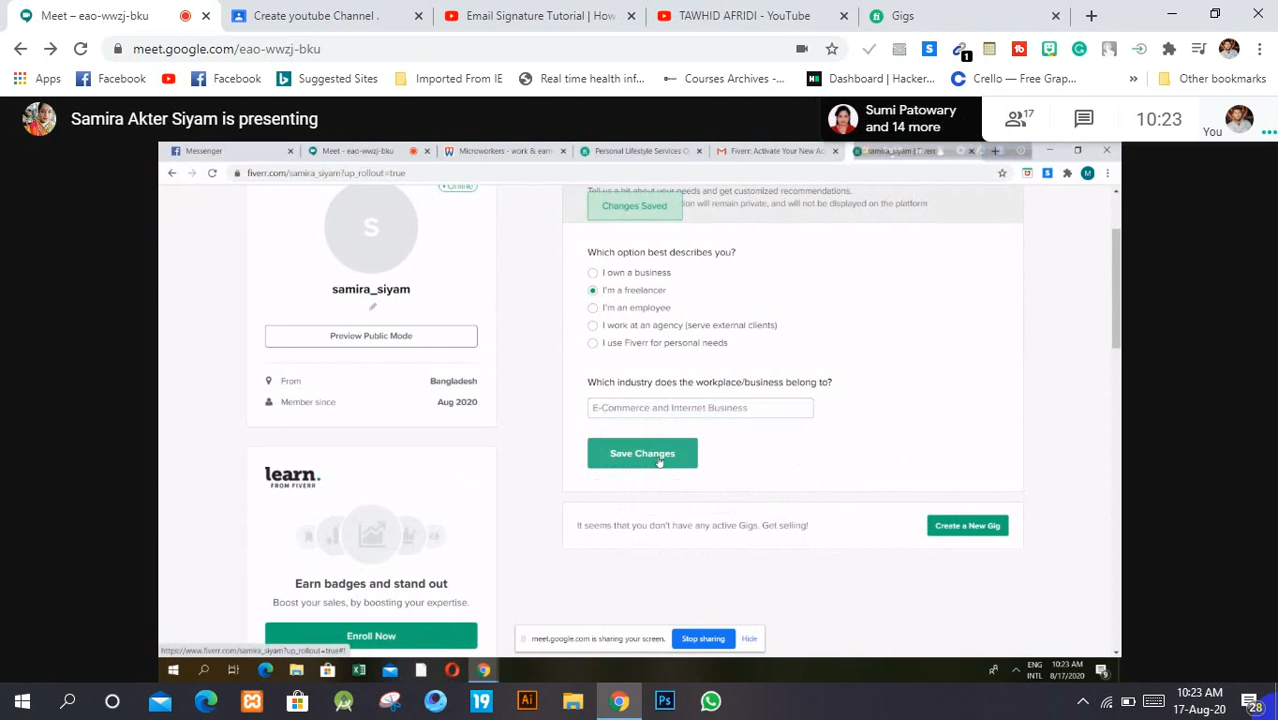 Meet – eao-wwzj-bku
Create youtube Channel .
Email Signature Tutorial | How
TAWHID AFRIDI - YouTube
Gigs
meet.google.com/eao-wwzj-bku
1
Apps
Facebook
Facebook
Suggested Sites
Imported From IE
Real time health inf...
Courses Archives -...
Dashboard | Hacker...
Crello — Free Grap...
Other bookmarks
Samira Akter Siyam is presenting
Sumi Patowary
and 14 more
17
10:23
You
Messenger
Meet - eao-wwzj-bku
Microworkers - work & earn
Personal Lifestyle Services O
Fiverr: Activate Your New Ac
fiverr.com/samira_siyam?up_rollout=true
M
Online
S
samira_siyam
Preview Public Mode
From Bangladesh
Member since Aug 2020
learn.
FROM FIVERR
Earn badges and stand out
Boost your sales, by boosting your expertise.
Enroll Now
Tell us a bit about your needs and get customized recommendations.
Changes Saved
ion will remain private, and will not be displayed on the platform
Which option best describes you?
I own a business
I'm a freelancer
I'm an employee
I work at an agency (serve external clients)
I use Fiverr for personal needs
Which industry does the workplace/business belong to?
E-Commerce and Internet Business
Save Changes
It seems that you don't have any active Gigs. Get selling!
Create a New Gig
meet.google.com is sharing your screen.
Stop sharing
Hide
https://www.fiverr.com/samira_siyam?up_rollout=true#!
ENG
INTL
10:23 AM
8/17/2020
19
Ai
Ps
10:23 AM
17-Aug-20
28